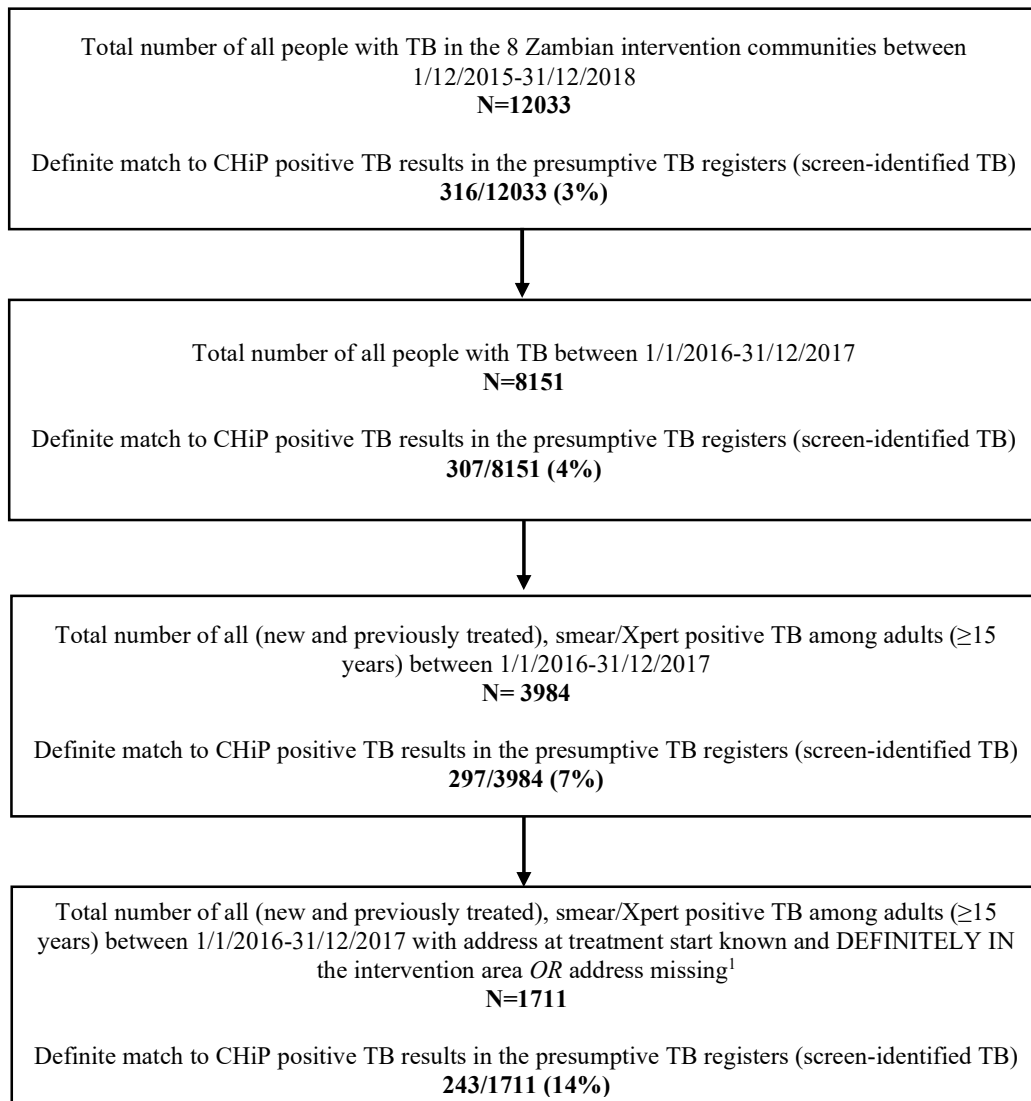 Total number of all people with TB in the 8 Zambian intervention communities between
1/12/2015-31/12/2018
N=12033
Definite match to CHiP positive TB results in the presumptive TB registers (screen-identified TB)
316/12033 (3%)
Total number of all people with TB between 1/1/2016-31/12/2017
N=8151
Definite match to CHiP positive TB results in the presumptive TB registers (screen-identified TB)
307/8151 (4%)
Total number of all (new and previously treated), smear/Xpert positive TB among adults (≥15
years) between 1/1/2016-31/12/2017
N= 3984
Definite match to CHiP positive TB results in the presumptive TB registers (screen-identified TB)
297/3984 (7%)
Total number of all (new and previously treated), smear/Xpert positive TB among adults (≥15
years) between 1/1/2016-31/12/2017 with address at treatment start known and DEFINITELY IN
the intervention area OR address missing¹
N=1711
Definite match to CHiP positive TB results in the presumptive TB registers (screen-identified TB)
243/1711 (14%)